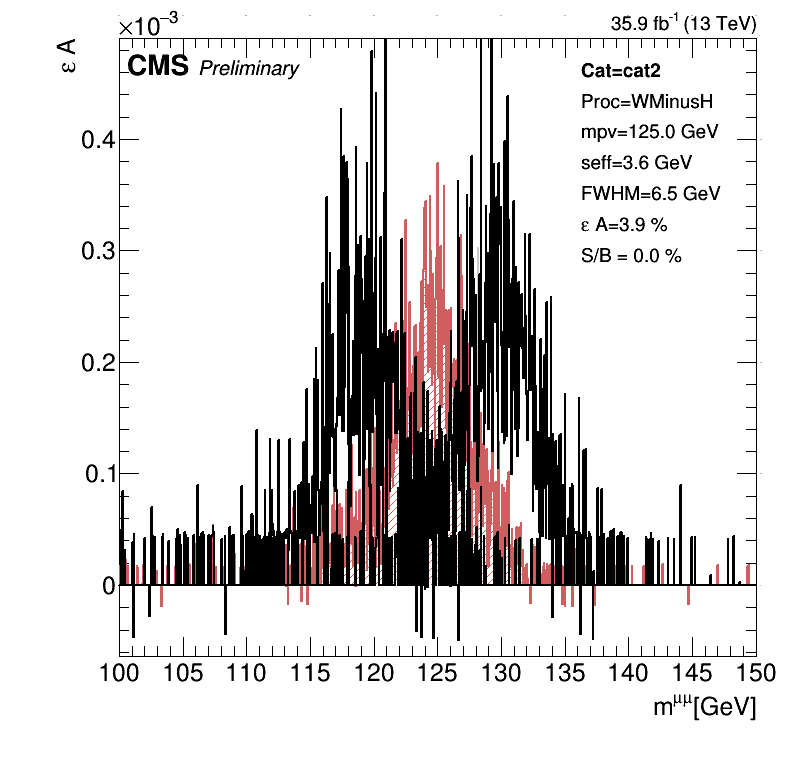 ×10⁻³
35.9 fb⁻¹ (13 TeV)
ε A
CMS Preliminary
Cat=cat2
Proc=WMinusH
mpv=125.0 GeV
seff=3.6 GeV
FWHM=6.5 GeV
ε A=3.9 %
S/B = 0.0 %
0.4
0.3
0.2
0.1
0
100 105 110 115 120 125 130 135 140 145 150
m^μμ[GeV]